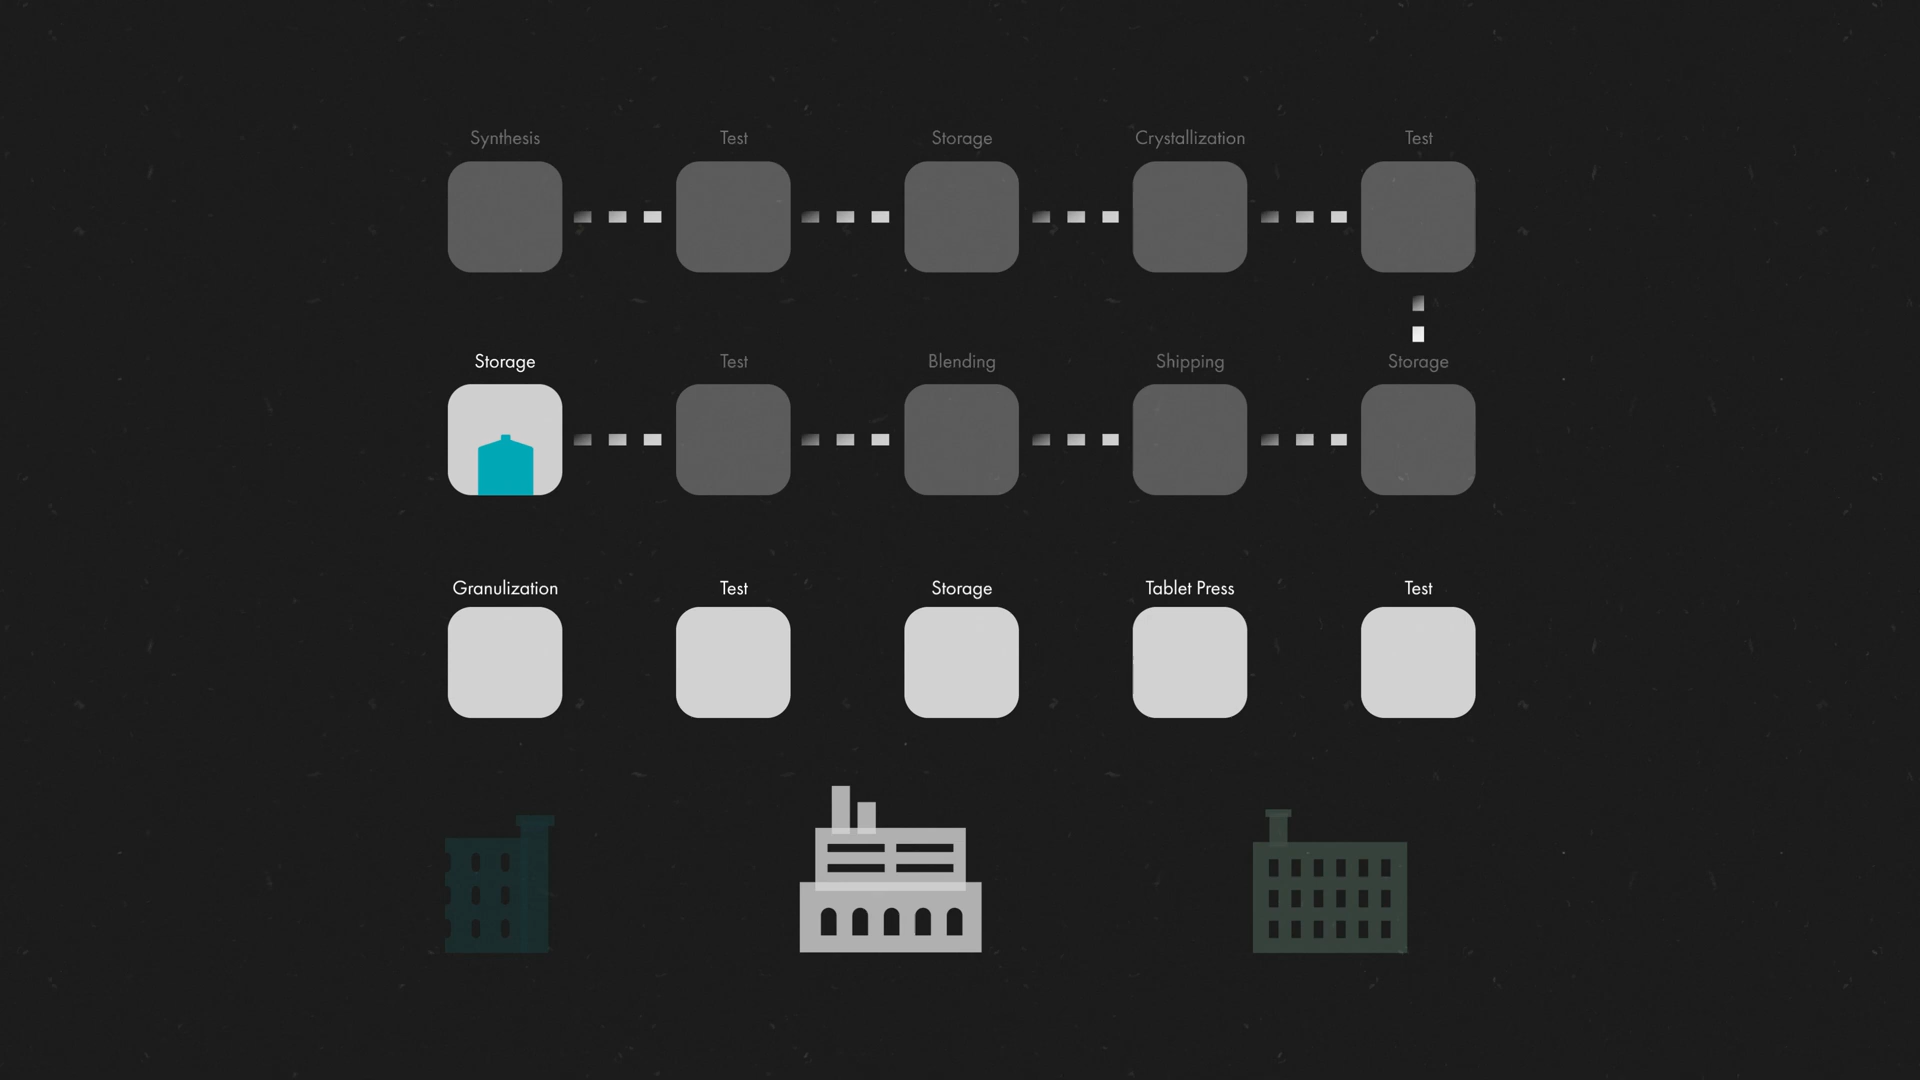 Synthesis
Test
Storage
Crystallization
Test
Storage
Test
Blending
Shipping
Storage
Granulization
Test
Storage
Tablet Press
Test